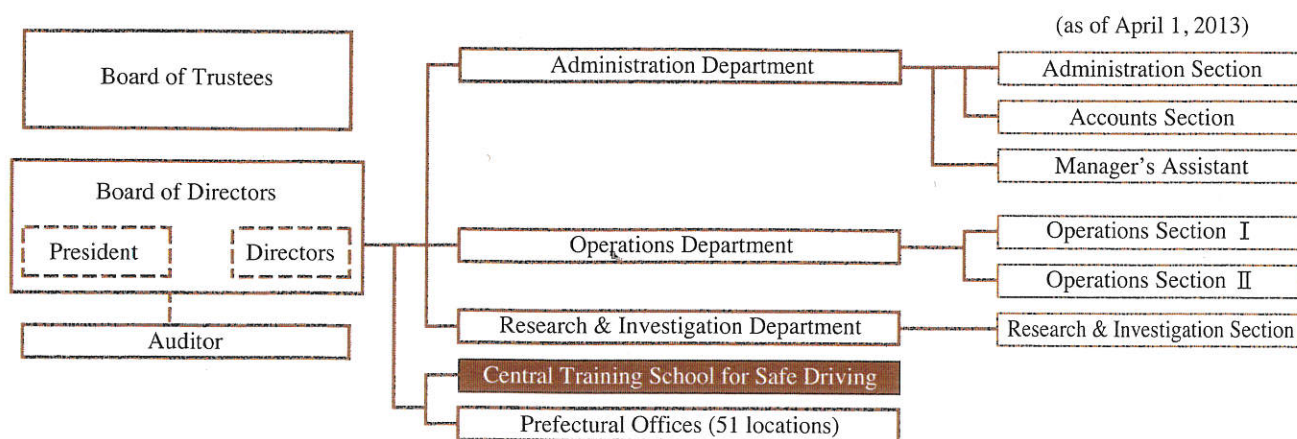 (as of April 1, 2013)
Board of Trustees
Board of Directors
President
Directors
Auditor
Administration Department
Administration Section
Accounts Section
Manager's Assistant
Operations Department
Operations Section Ⅰ
Operations Section Ⅱ
Research & Investigation Department
Research & Investigation Section
Central Training School for Safe Driving
Prefectural Offices (51 locations)